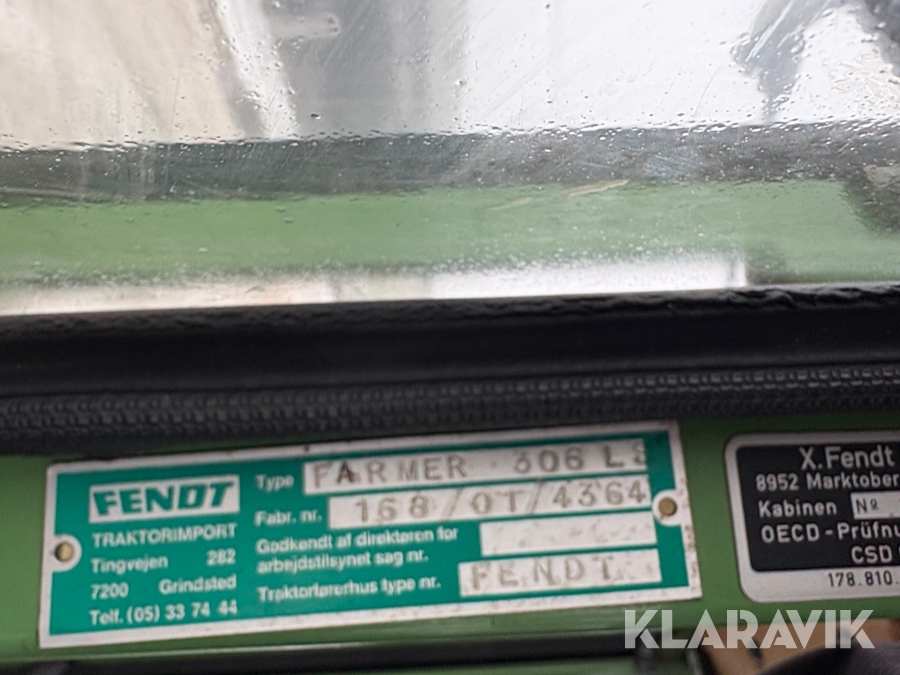 FENDT
TRAKTORIMPORT
Tingvejen 282
7200 Grindsted
Telf. (05) 33 74 44
Type FARMER 306 LS
Fabr. nr. 168/OT/4364
Godkendt af direktøren for
arbejdstilsynet sag nr.
Traktorførerhus type nr. FENDT
X.Fendt
8952 Marktober
Kabinen Nº
OECD-Prüfnu
CSD
178.810.
KLARAVIK